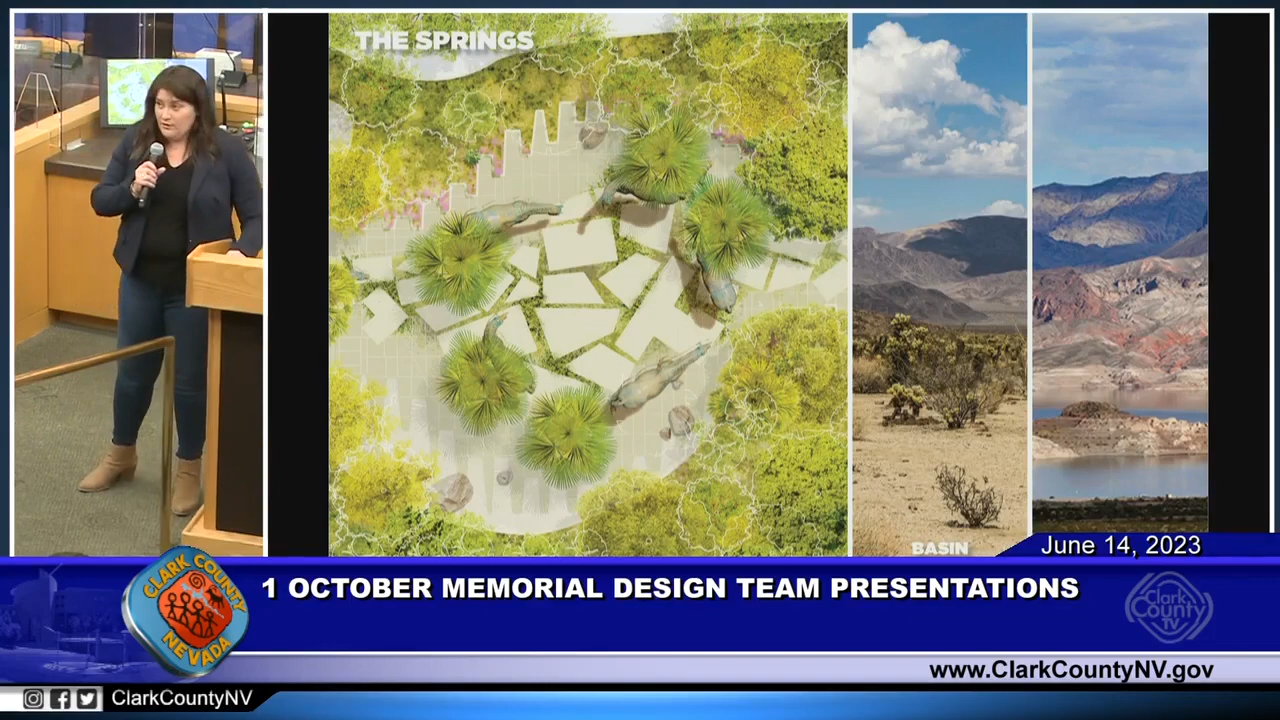 THE SPRINGS
BASIN
June 14, 2023
1 OCTOBER MEMORIAL DESIGN TEAM PRESENTATIONS
CLARK COUNTY
NEVADA
Clark
County
TV
www.ClarkCountyNV.gov
ClarkCountyNV